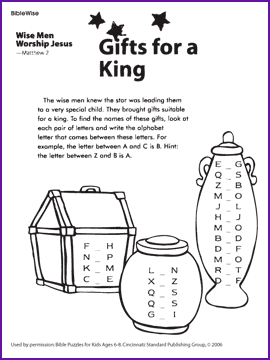 BibleWise
Wise Men
Worship Jesus
—Matthew 2
Gifts for a
King
The wise men knew the star was leading them
to a very special child. They brought gifts suitable
for a king. To find the names of the gifts, look at
each pair of letters and write the alphabet
letter that comes between these letters. For
example, the letter between A and C is B. Hint:
the letter between Z and B is A.
F _ H
N _ P
K _ M
C _ E
L _ N
X _ Z
Q _ S
Q _ S
G _ I
E _ G
Q _ S
Z _ B
M _ O
J _ L
H _ J
M _ O
B _ D
D _ F
M _ O
R _ T
D _ F
Used by permission: Bible Puzzles for Kids Ages 6-8. Cincinnati: Standard Publishing Group, © 2006